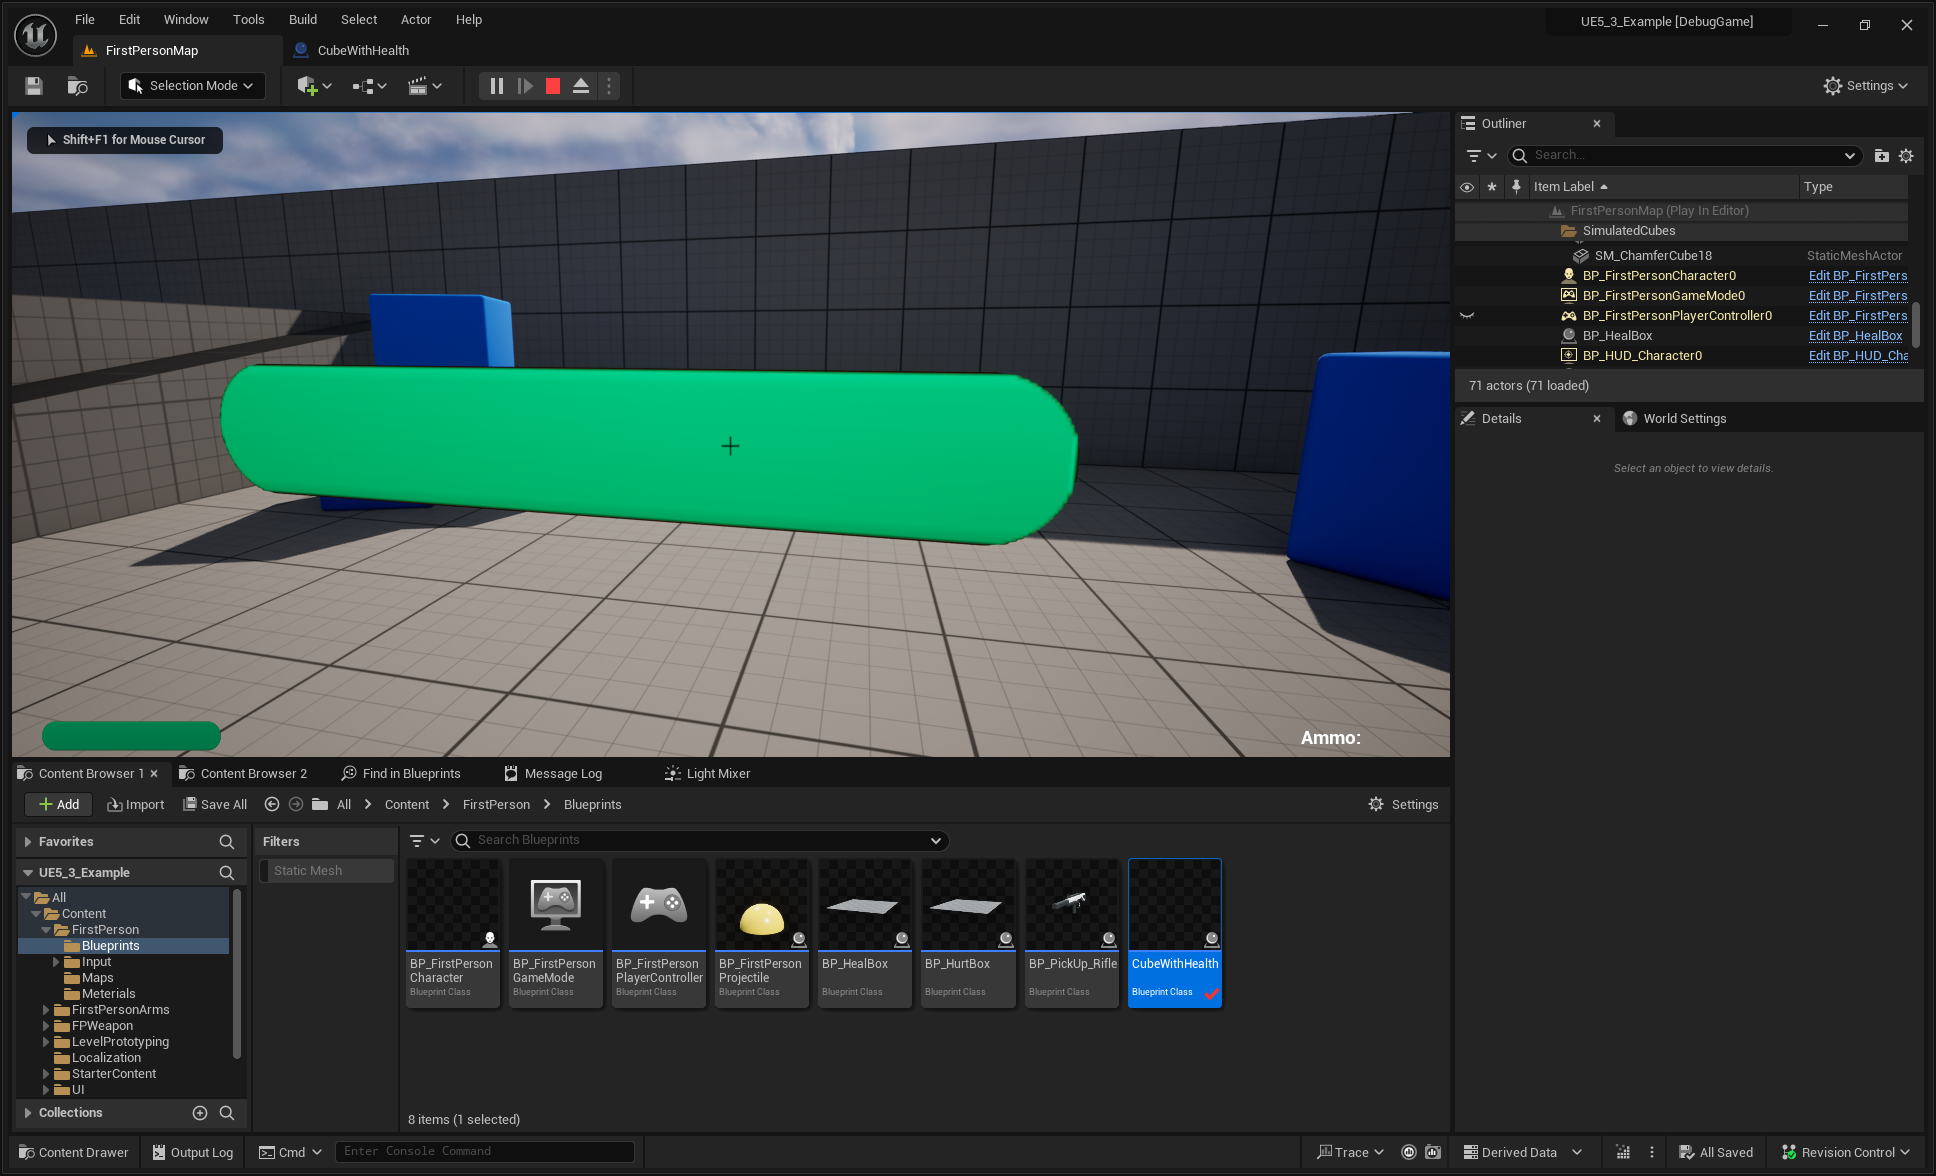 File Edit Window Tools Build Select Actor Help
UE5_3_Example [DebugGame]
FirstPersonMap
CubeWithHealth
Selection Mode
Settings
Shift+F1 for Mouse Cursor
Ammo:
Outliner
Search...
Item Label
Type
FirstPersonMap (Play In Editor)
SimulatedCubes
SM_ChamferCube18 StaticMeshActor
BP_FirstPersonCharacter0 Edit BP_FirstPers
BP_FirstPersonGameMode0 Edit BP_FirstPers
BP_FirstPersonPlayerController0 Edit BP_FirstPers
BP_HealBox Edit BP_HealBox
BP_HUD_Character0 Edit BP_HUD_Cha
71 actors (71 loaded)
Details
World Settings
Select an object to view details.
Content Browser 1
Content Browser 2
Find in Blueprints
Message Log
Light Mixer
Add
Import
Save All
All
Content
FirstPerson
Blueprints
Settings
Favorites
UE5_3_Example
All
Content
FirstPerson
Blueprints
Input
Maps
Meterials
FirstPersonArms
FPWeapon
LevelPrototyping
Localization
StarterContent
UI
Collections
Filters
Static Mesh
Search Blueprints
BP_FirstPerson
Character
Blueprint Class
BP_FirstPerson
GameMode
Blueprint Class
BP_FirstPerson
PlayerController
Blueprint Class
BP_FirstPerson
Projectile
Blueprint Class
BP_HealBox
Blueprint Class
BP_HurtBox
Blueprint Class
BP_PickUp_Rifle
Blueprint Class
CubeWithHealth
Blueprint Class
8 items (1 selected)
Content Drawer
Output Log
Cmd
Enter Console Command
Trace
Derived Data
All Saved
Revision Control